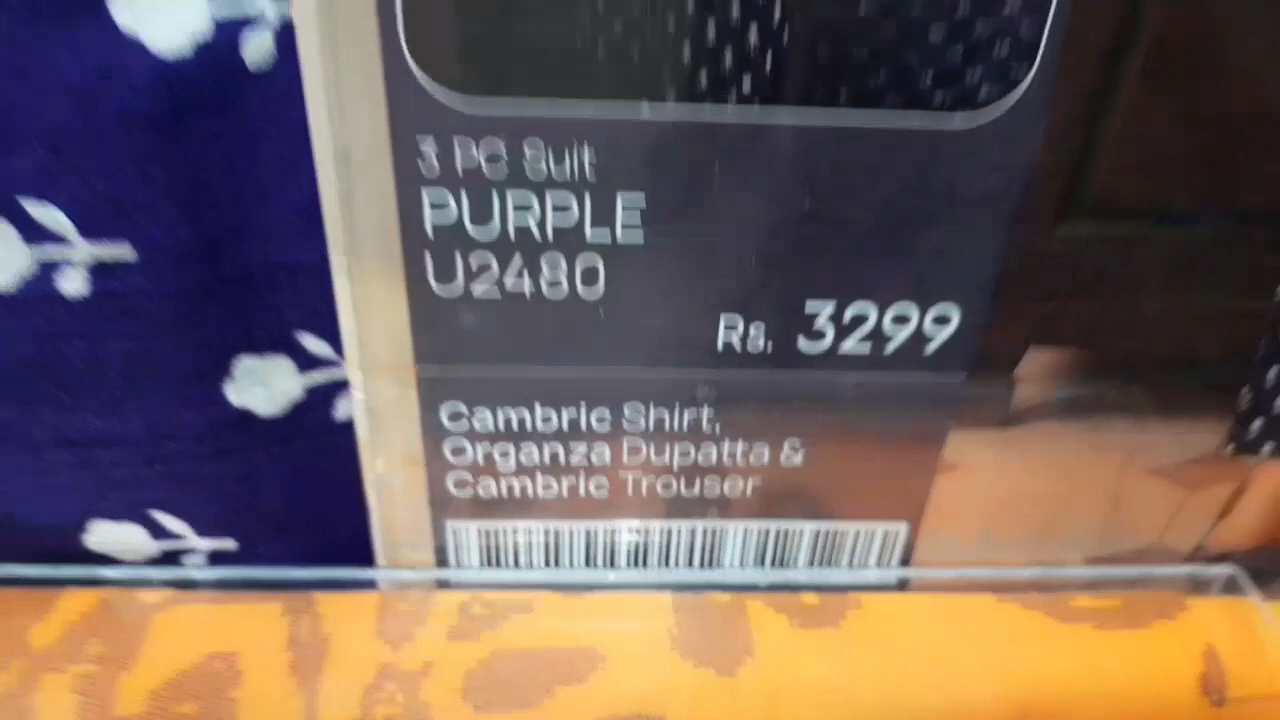 3 PC Suit
PURPLE
U2480
Rs. 3299
Cambric Shirt,
Organza Dupatta &
Cambric Trouser